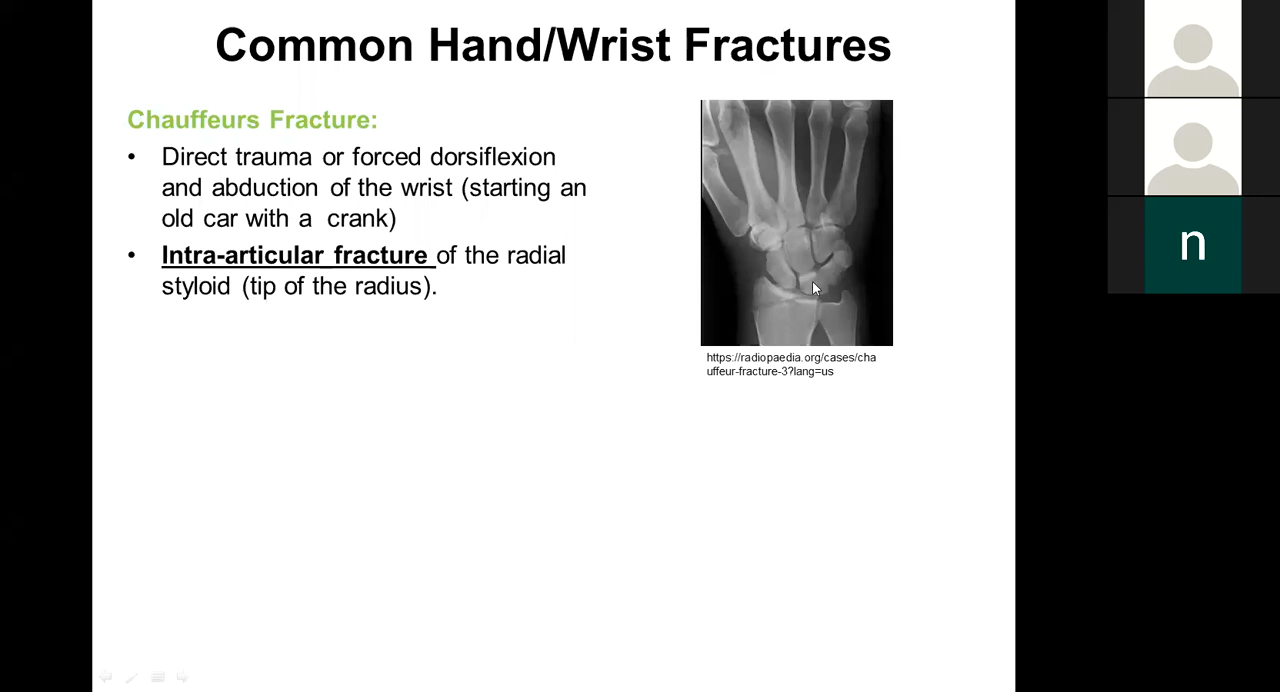 Common Hand/Wrist Fractures
Chauffeurs Fracture:
• Direct trauma or forced dorsiflexion
and abduction of the wrist (starting an
old car with a crank)
• Intra-articular fracture of the radial
styloid (tip of the radius).
https://radiopaedia.org/cases/cha
uffeur-fracture-3?lang=us
n